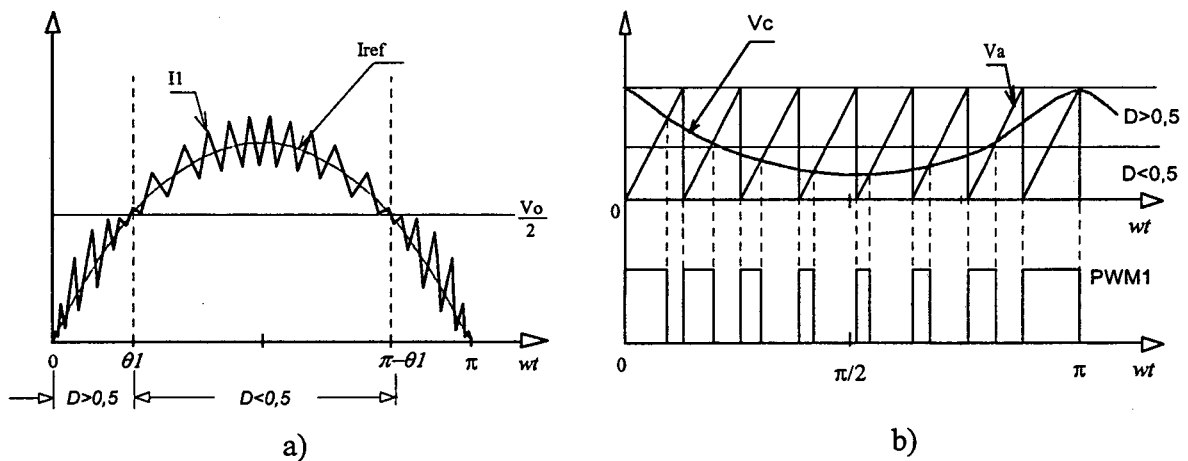 I1
Iref
Vo
2
0
θ1
π-θ1
π
wt
D>0,5
D<0,5
a)
Vc
Va
D>0,5
D<0,5
0
wt
PWM1
0
π/2
π
wt
b)